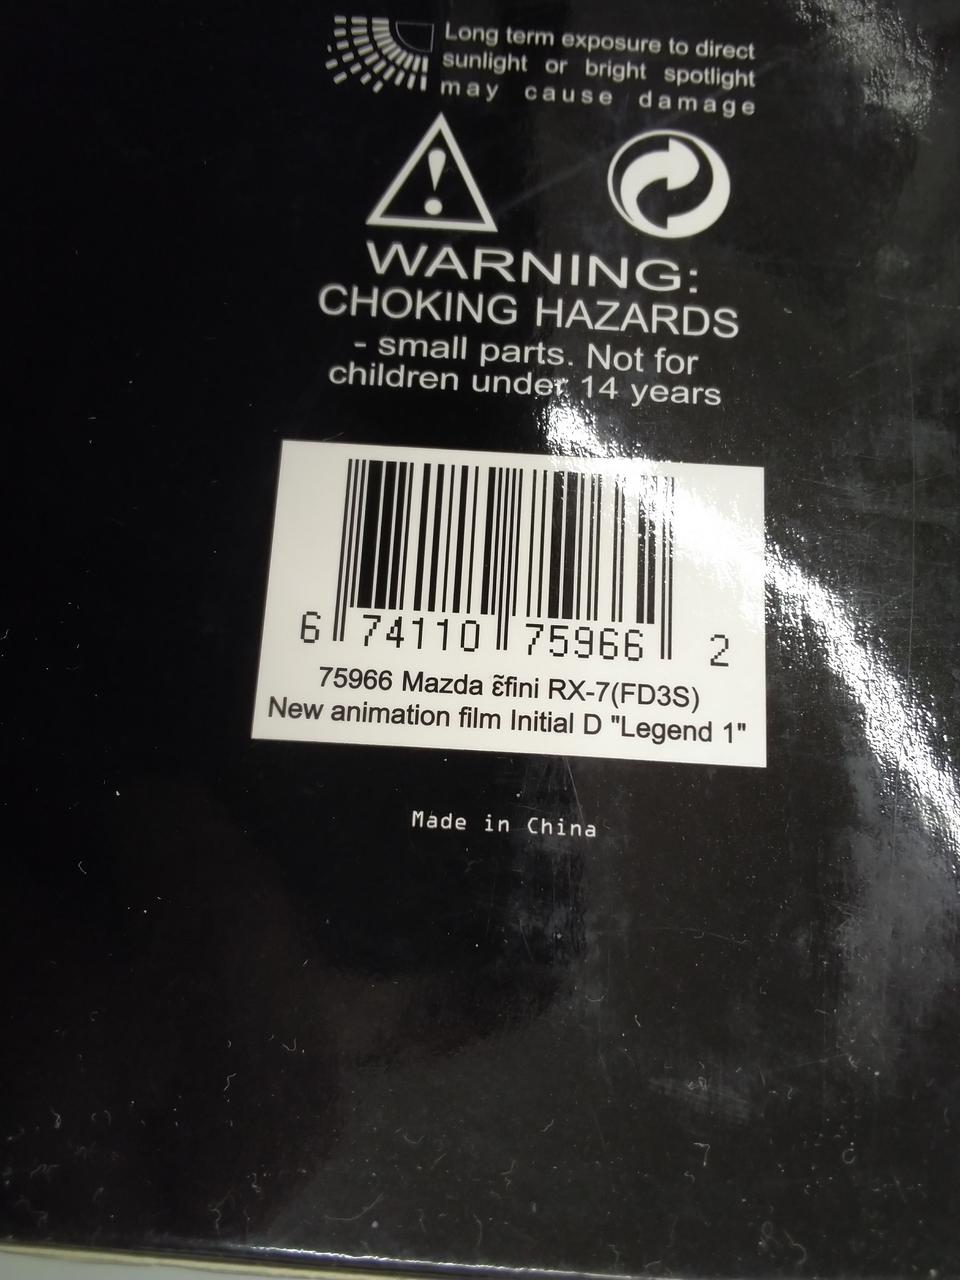 Long term exposure to direct
sunlight or bright spotlight
may cause damage
WARNING:
CHOKING HAZARDS
- small parts. Not for
children under 14 years
6 74110 75966 2
75966 Mazda ε̃fini RX-7(FD3S)
New animation film Initial D "Legend 1"
Made in China